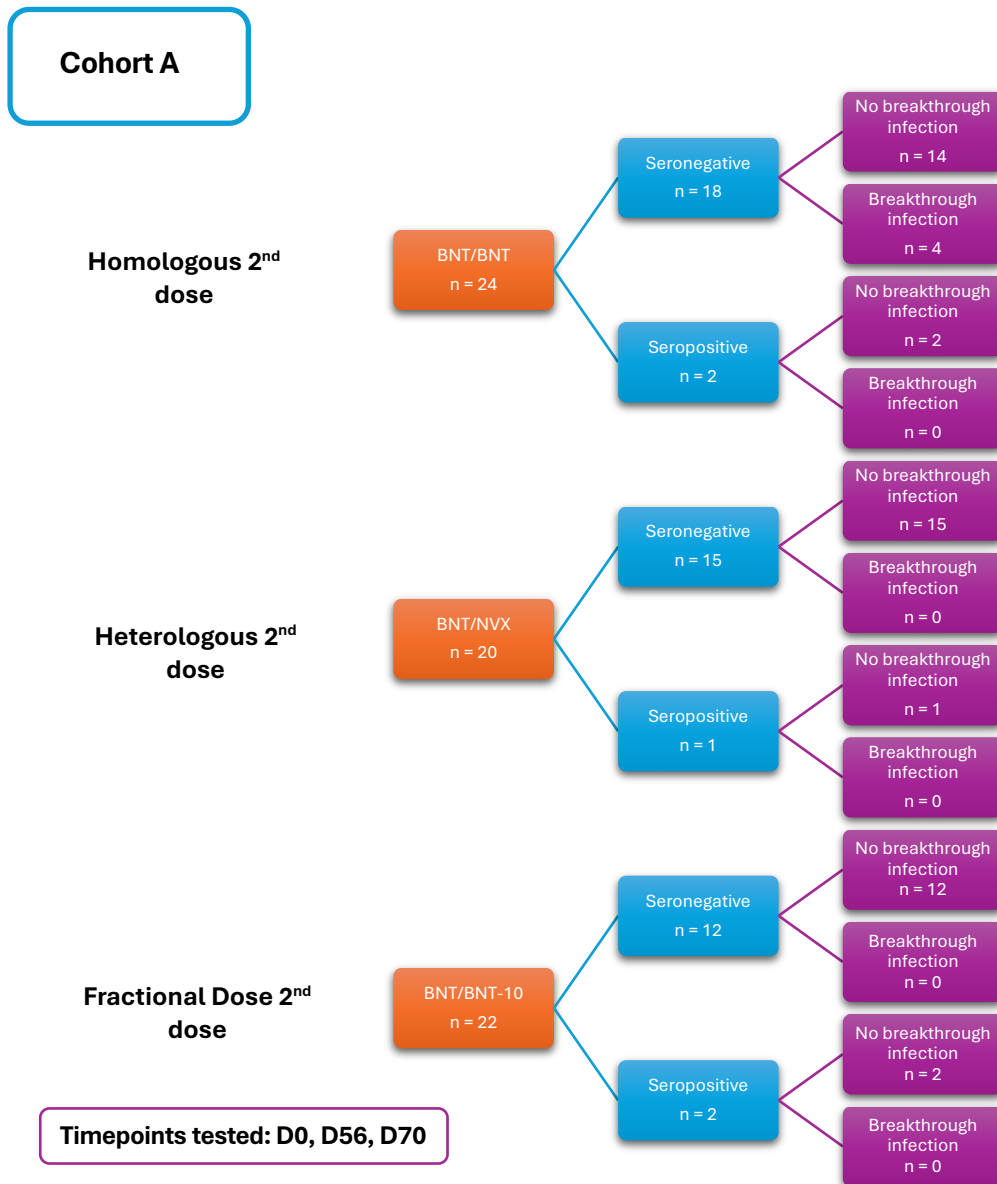 Cohort A
Homologous 2nd
dose
BNT/BNT
n = 24
Seronegative
n = 18
No breakthrough
infection
n = 14
Breakthrough
infection
n = 4
Seropositive
n = 2
No breakthrough
infection
n = 2
Breakthrough
infection
n = 0
Heterologous 2nd
dose
BNT/NVX
n = 20
Seronegative
n = 15
No breakthrough
infection
n = 15
Breakthrough
infection
n = 0
Seropositive
n = 1
No breakthrough
infection
n = 1
Breakthrough
infection
n = 0
Fractional Dose 2nd
dose
BNT/BNT-10
n = 22
Seronegative
n = 12
No breakthrough
infection
n = 12
Breakthrough
infection
n = 0
Seropositive
n = 2
No breakthrough
infection
n = 2
Breakthrough
infection
n = 0
Timepoints tested: D0, D56, D70